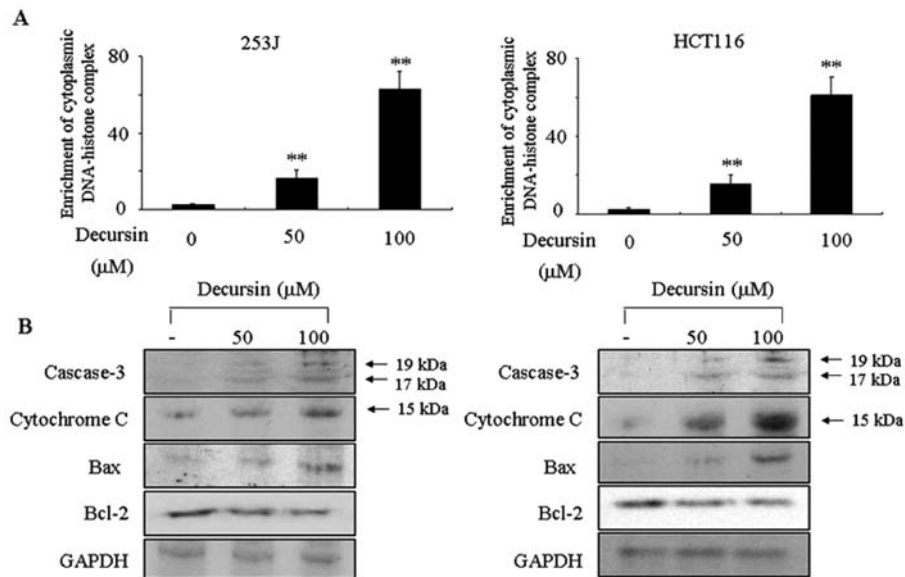 A
253J
Enrichment of cytoplasmic
DNA-histone complex
60
40
0
**
**
Decursin
(μM)
0 50 100
HCT116
Enrichment of cytoplasmic
DNA-histone complex
80
40
0
**
**
Decursin
(μM)
0 50 100
B
Decursin (μM)
- 50 100
Cascase-3
19 kDa
17 kDa
Cytochrome C
15 kDa
Bax
Bcl-2
GAPDH
Decursin (μM)
- 50 100
Cascase-3
19 kDa
17 kDa
Cytochrome C
15 kDa
Bax
Bcl-2
GAPDH